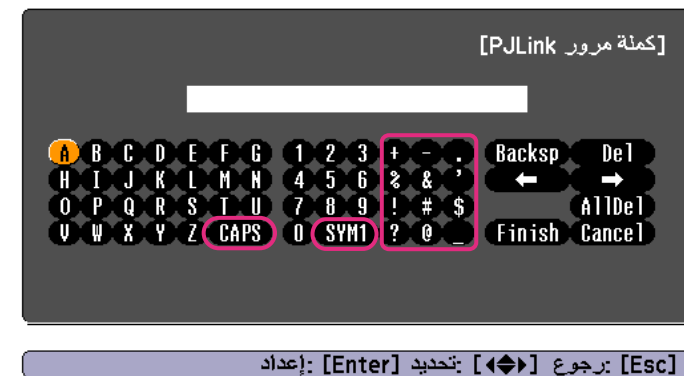 [كملة مرور PJLink]
A B C D E F G 1 2 3 + - . Backsp Del
H I J K L M N 4 5 6 % & ’ ← →
O P Q R S T U 7 8 9 ! # $ AllDel
V W X Y Z CAPS 0 SYM1 ? @ _ Finish Cancel
[Esc] :رجوع [◆] :تحديد [Enter] :إعداد